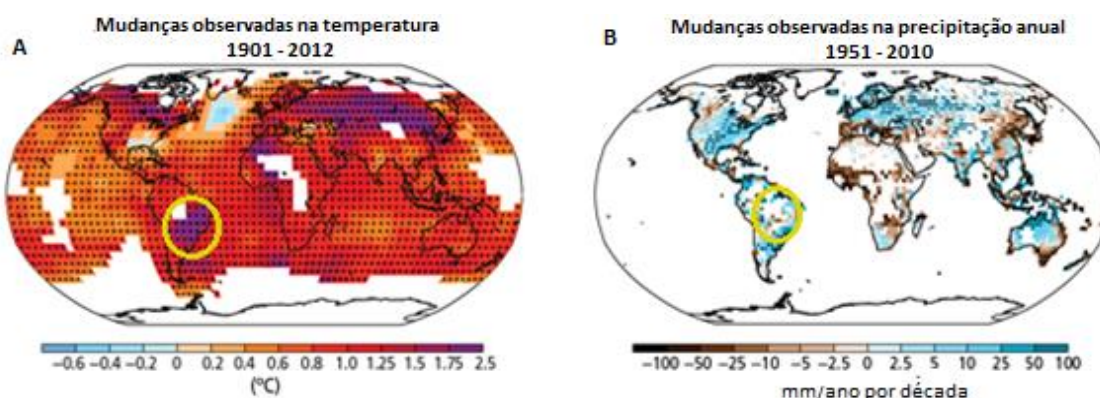 A
Mudanças observadas na temperatura
1901 - 2012
−0.6 −0.4 −0.2 0 0.2 0.4 0.6 0.8 1.0 1.25 1.5 1.75 2.5
(ºC)
B
Mudanças observadas na precipitação anual
1951 - 2010
−100 −50 −25 −10 −5 −2.5 0 2.5 5 10 25 50 100
mm/ano por década